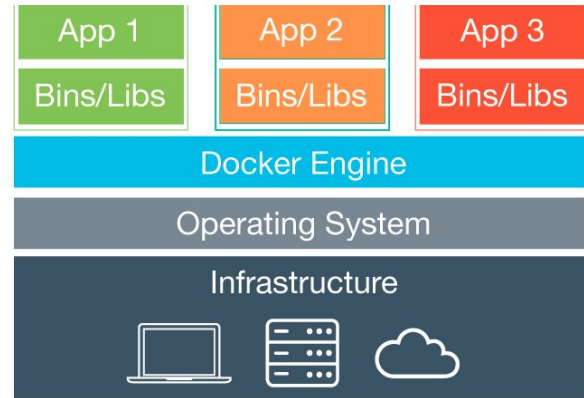 App 1
App 2
App 3
Bins/Libs
Bins/Libs
Bins/Libs
Docker Engine
Operating System
Infrastructure